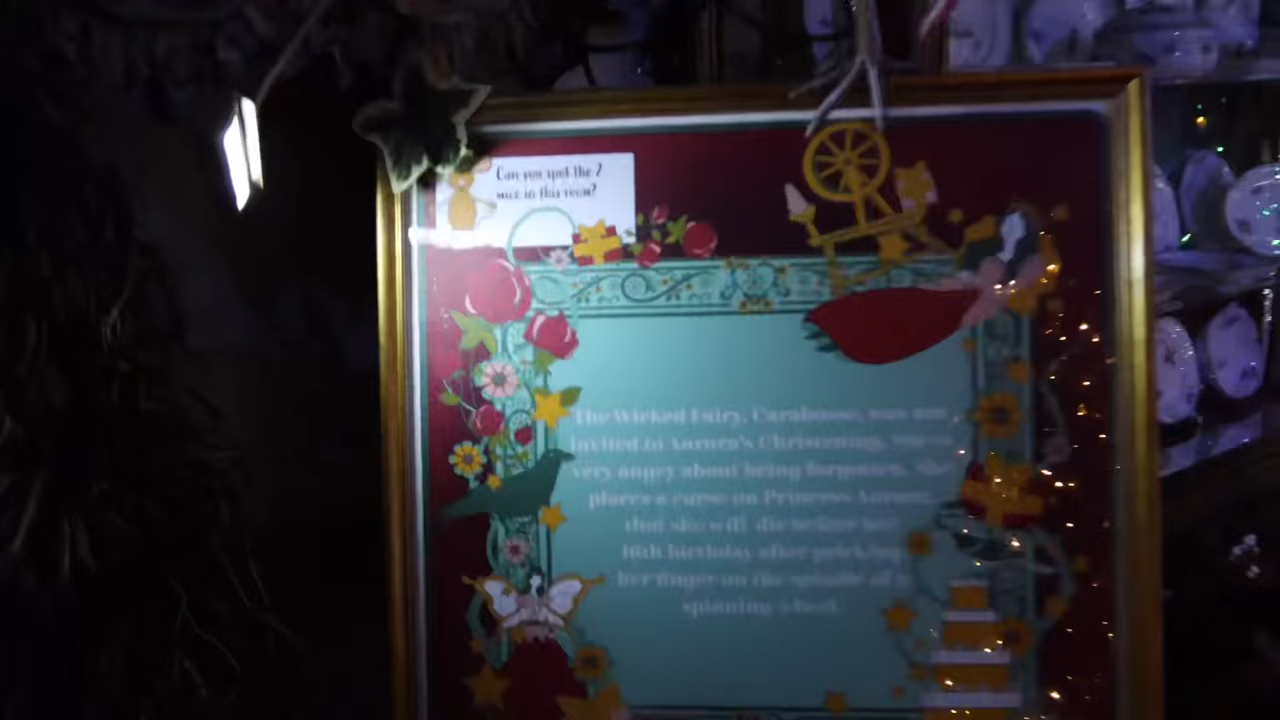 Can you spot the 2
mice in this room?
The Wicked Fairy, Carabosse, was not
invited to Aurora's Christening,
very angry about being forgotten, she
places a curse on Princess Aurora
that she will die before her
16th birthday after pricking
her finger on the spindle of a
spinning wheel.